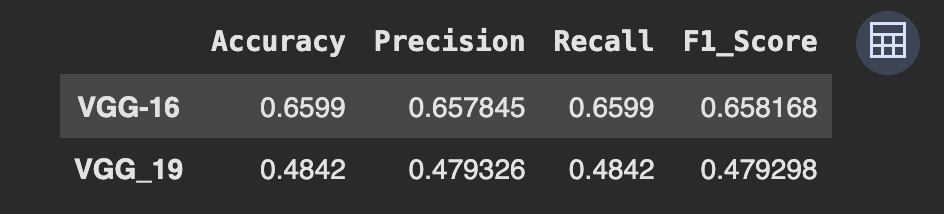 Accuracy Precision Recall F1_Score
VGG-16 0.6599 0.657845 0.6599 0.658168
VGG_19 0.4842 0.479326 0.4842 0.479298